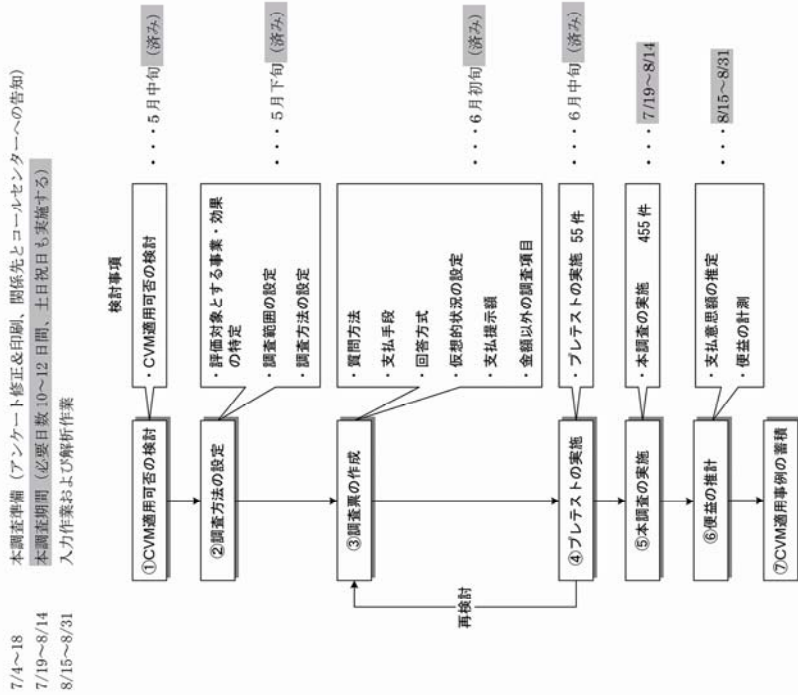 7/4～18 本調査準備（アンケート修正&印刷、関係先とコールセンターへの告知）
7/19～8/14 本調査期間（必要日数 10～12 日間、土日祝日も実施する）
8/15～8/31 入力作業および解析作業
検討事項
①CVM適用可否の検討
・CVM適用可否の検討
・・・5月中旬（済み）
②調査方法の設定
・評価対象とする事業・効果
の特定
・調査範囲の設定
・調査方法の設定
・・・5月下旬（済み）
③調査票の作成
・質問方法
・支払手段
・回答方式
・仮想的状況の設定
・支払提示額
・金額以外の調査項目
・・・6月初旬（済み）
再検討
④プレテストの実施
・プレテストの実施 55 件
・・・6月中旬（済み）
⑤本調査の実施
・本調査の実施 455 件
・・・7/19～8/14
⑥便益の推計
・支払意思額の推定
・便益の計測
・・・8/15～8/31
⑦CVM適用事例の蓄積